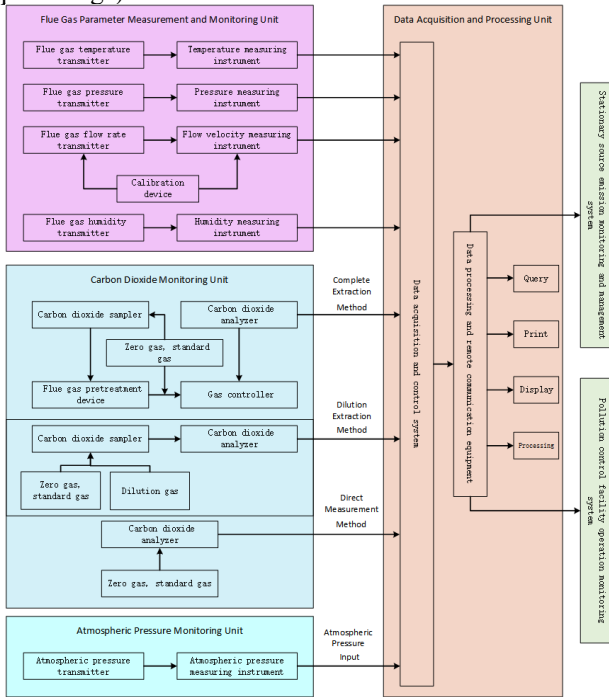 Flue Gas Parameter Measurement and Monitoring Unit
Flue gas temperature
transmitter
Temperature measuring
instrument
Flue gas pressure
transmitter
Pressure measuring
instrument
Flue gas flow rate
transmitter
Flow velocity measuring
instrument
Calibration
device
Flue gas humidity
transmitter
Humidity measuring
instrument
Carbon Dioxide Monitoring Unit
Carbon dioxide sampler
Carbon dioxide
analyzer
Zero gas, standard
gas
Flue gas pretreatment
device
Gas controller
Complete
Extraction
Method
Carbon dioxide sampler
Carbon dioxide
analyzer
Zero gas,
standard gas
Dilution gas
Dilution
Extraction
Method
Carbon dioxide
analyzer
Zero gas, standard gas
Direct
Measurement
Method
Atmospheric Pressure Monitoring Unit
Atmospheric pressure
transmitter
Atmospheric pressure
measuring instrument
Atmospheric
Pressure
Input
Data Acquisition and Processing Unit
Data acquisition and control
system
Data processing and remote
communication equipment
Query
Print
Display
Processing
Stationary source emission monitoring and management
system
Pollution control facility operation monitoring
system